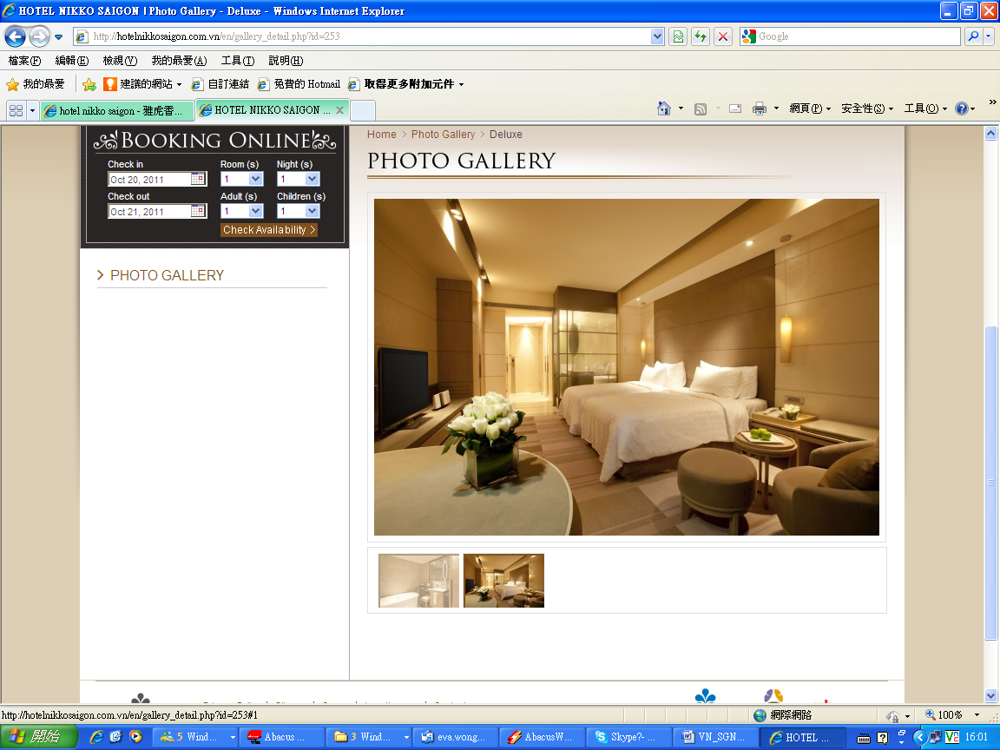 HOTEL NIKKO SAIGON | Photo Gallery - Deluxe - Windows Internet Explorer
http://hotelnikkosaigon.com.vn/en/gallery_detail.php?id=253
Google
檔案(F) 編輯(E) 檢視(V) 我的最愛(A) 工具(T) 說明(H)
我的最愛 建議的網站 自訂連結 免費的 Hotmail 取得更多附加元件
hotel nikko saigon - 雅虎香... HOTEL NIKKO SAIGON ... 網頁(P) 安全性(S) 工具(O)
BOOKING ONLINE
Check in Room (s) Night (s)
Oct 20, 2011 1 1
Check out Adult (s) Children (s)
Oct 21, 2011 1 1
Check Availability >
> PHOTO GALLERY
Home > Photo Gallery > Deluxe
PHOTO GALLERY
http://hotelnikkosaigon.com.vn/en/gallery_detail.php?id=253#1 網際網路 100%
開始 5 Wind... Abacus ... 3 Wind... eva.wong... AbacusW... Skype?- ... VN_SGN... HOTEL ... 16:01